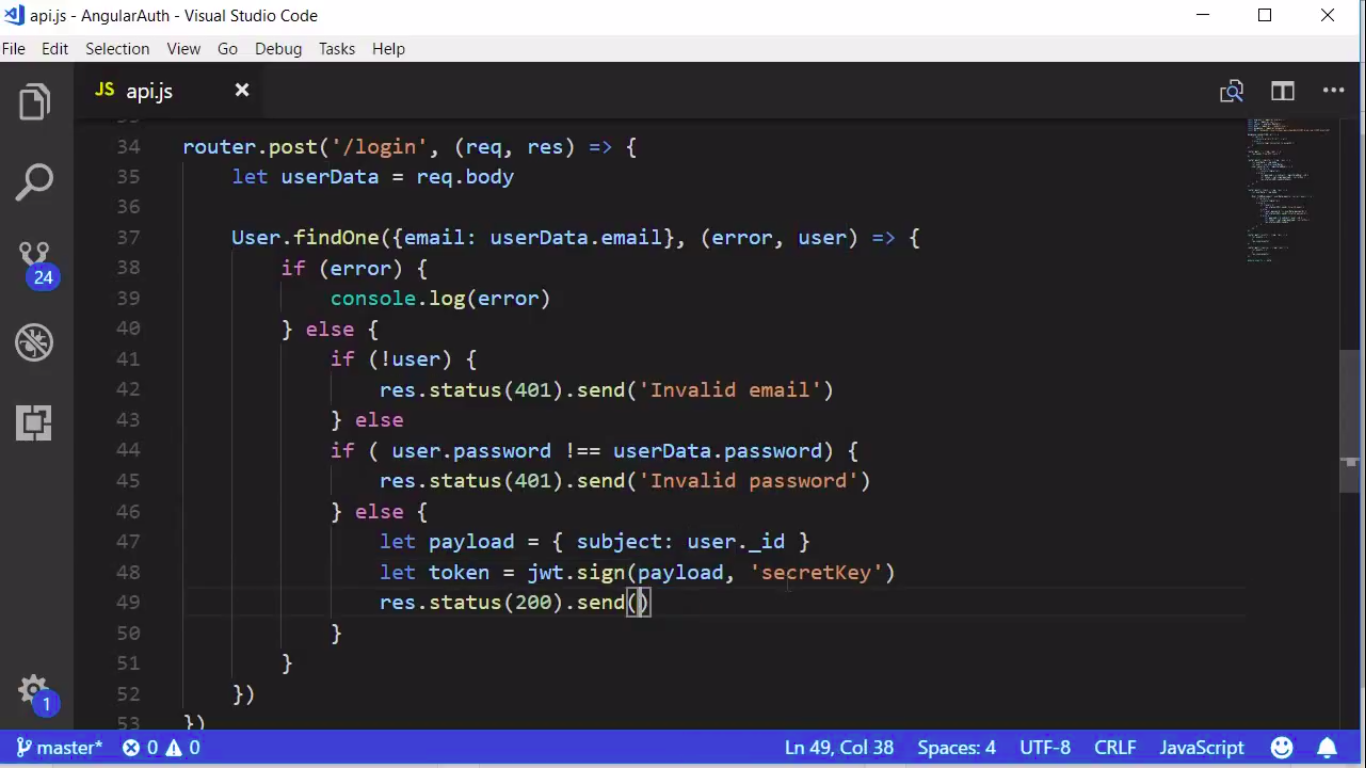 api.js - AngularAuth - Visual Studio Code
File Edit Selection View Go Debug Tasks Help
JS api.js
34 router.post('/login', (req, res) => {
35 let userData = req.body
36
37 User.findOne({email: userData.email}, (error, user) => {
38 if (error) {
39 console.log(error)
40 } else {
41 if (!user) {
42 res.status(401).send('Invalid email')
43 } else
44 if ( user.password !== userData.password) {
45 res.status(401).send('Invalid password')
46 } else {
47 let payload = { subject: user._id }
48 let token = jwt.sign(payload, 'secretKey')
49 res.status(200).send()
50 }
51 }
52 })
53 })
24
1
master* 0 0 Ln 49, Col 38 Spaces: 4 UTF-8 CRLF JavaScript